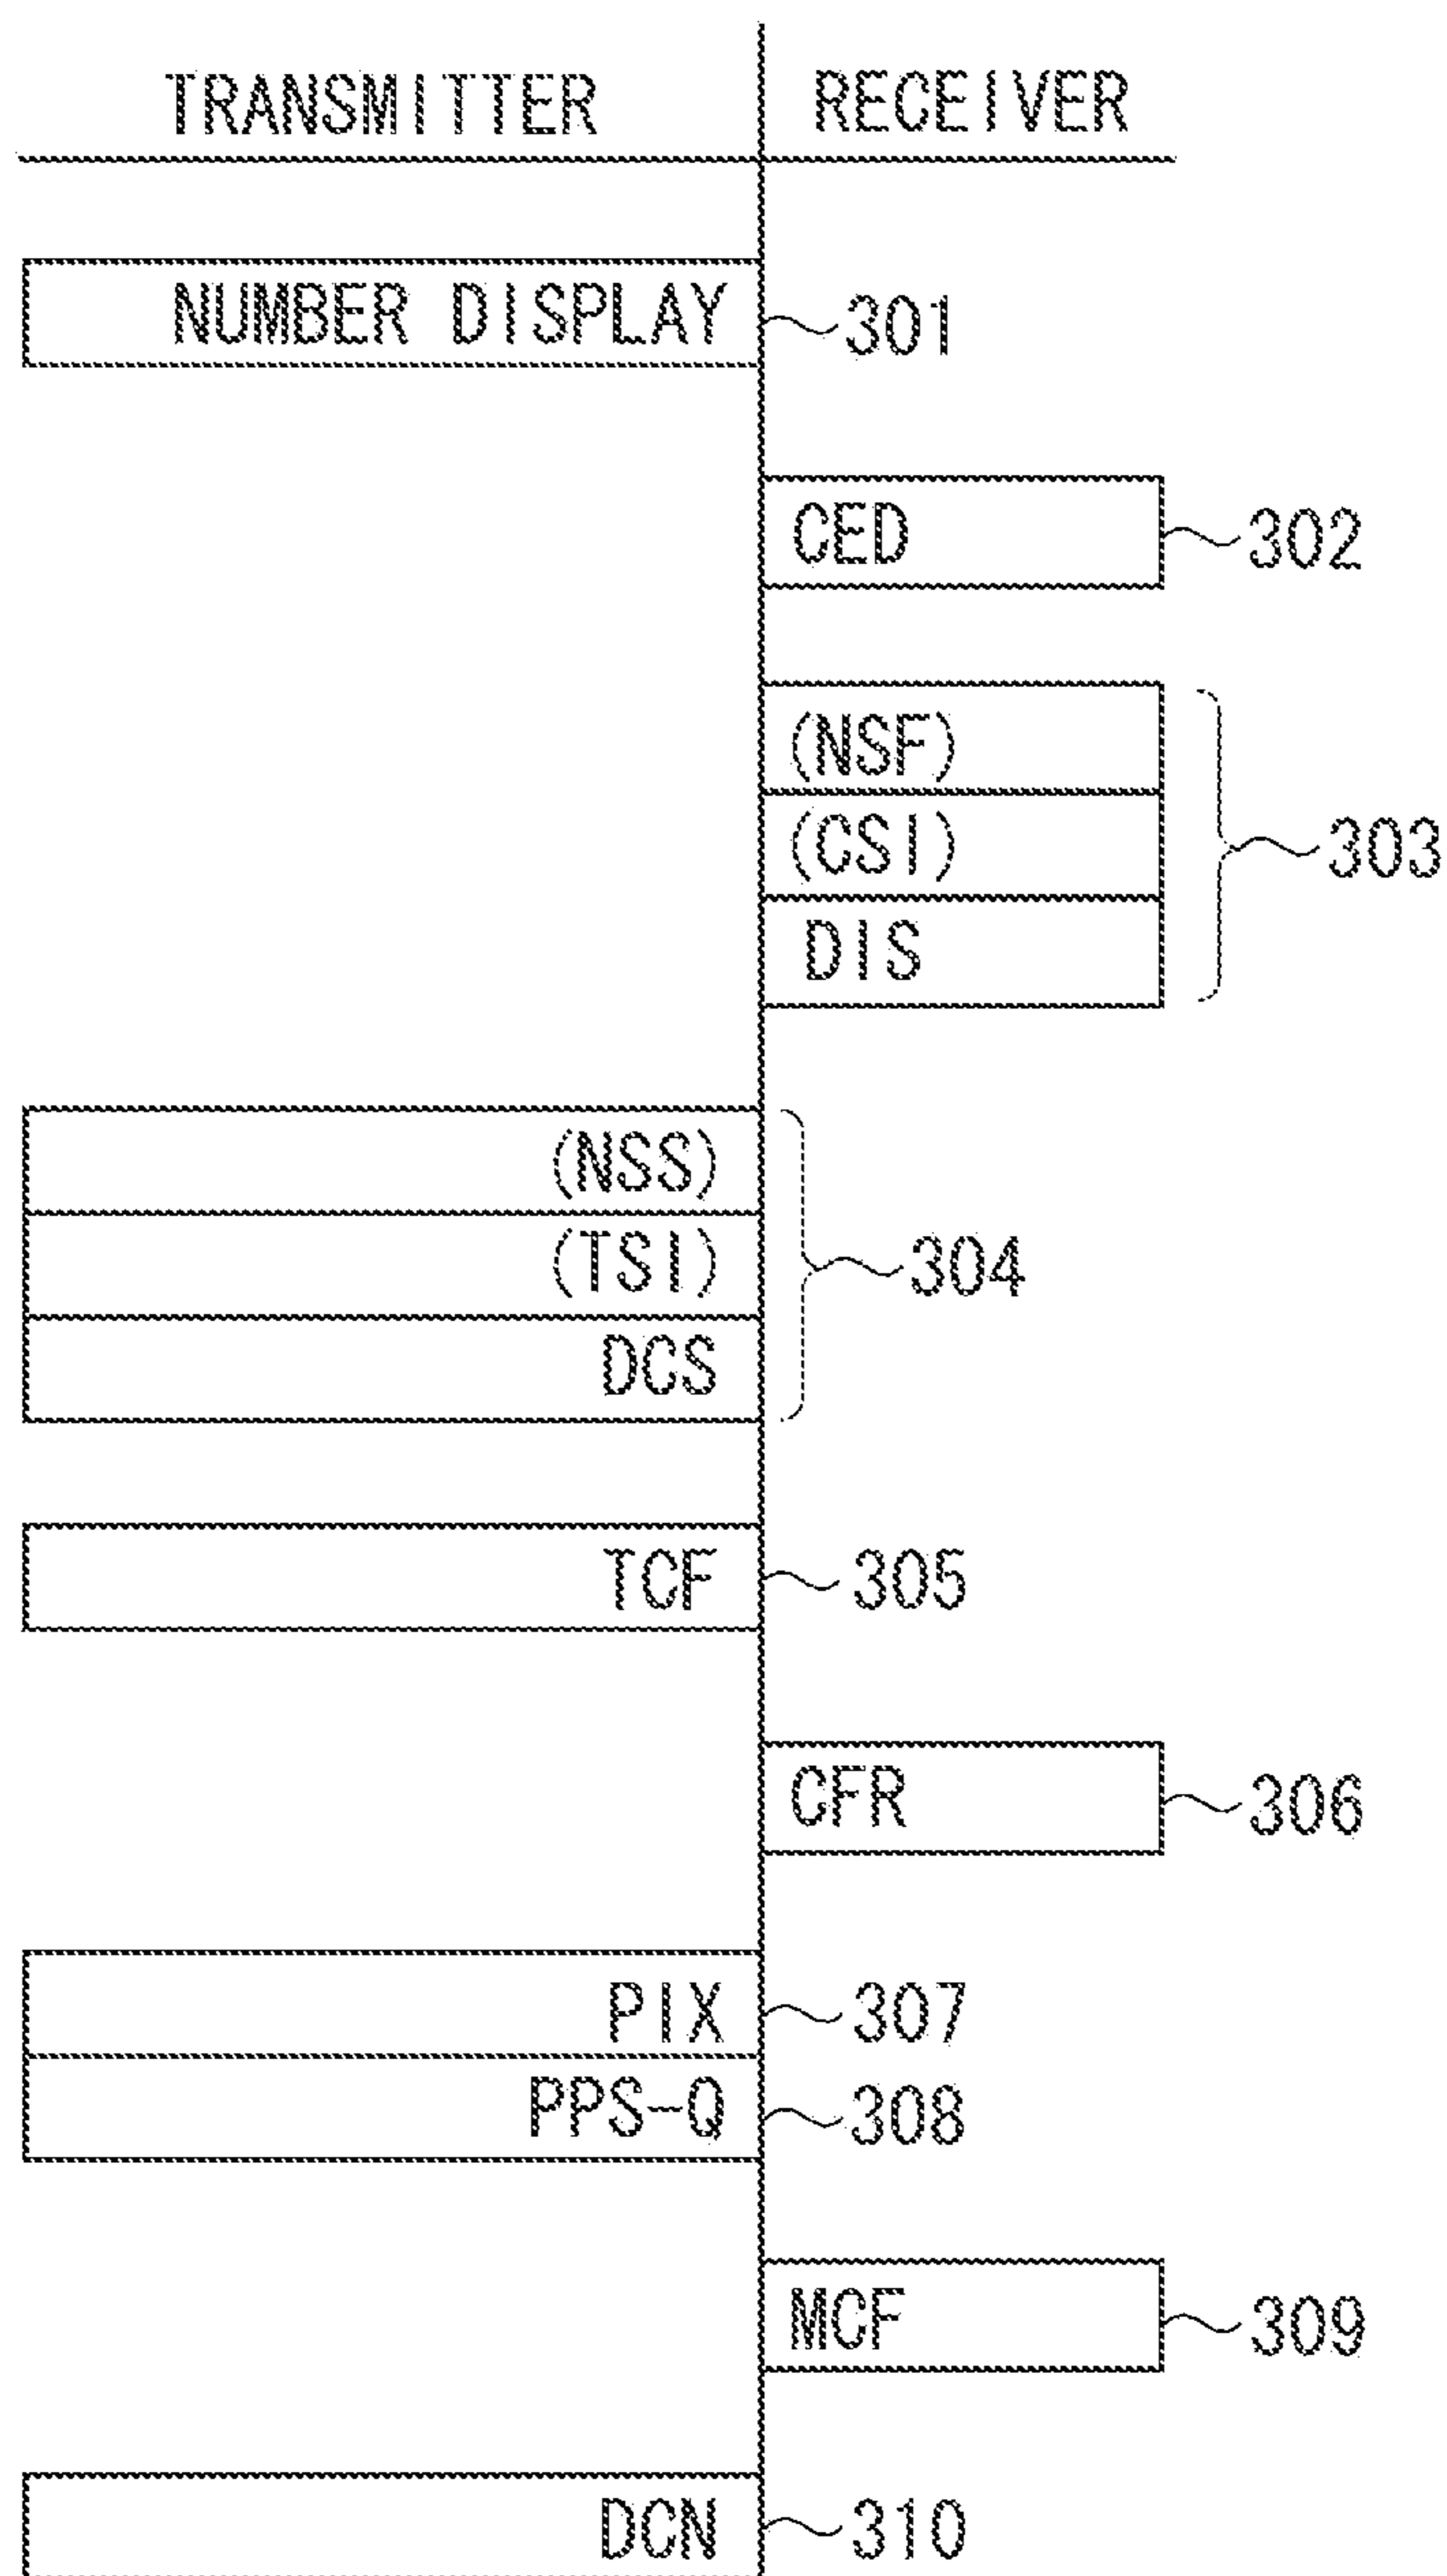 TRANSMITTER RECEIVER
NUMBER DISPLAY 301
CED 302
(NSF)
(CSI) 303
DIS
(NSS)
(TSI) 304
DCS
TCF 305
CFR 306
PIX 307
PPS-Q 308
MCF 309
DCN 310